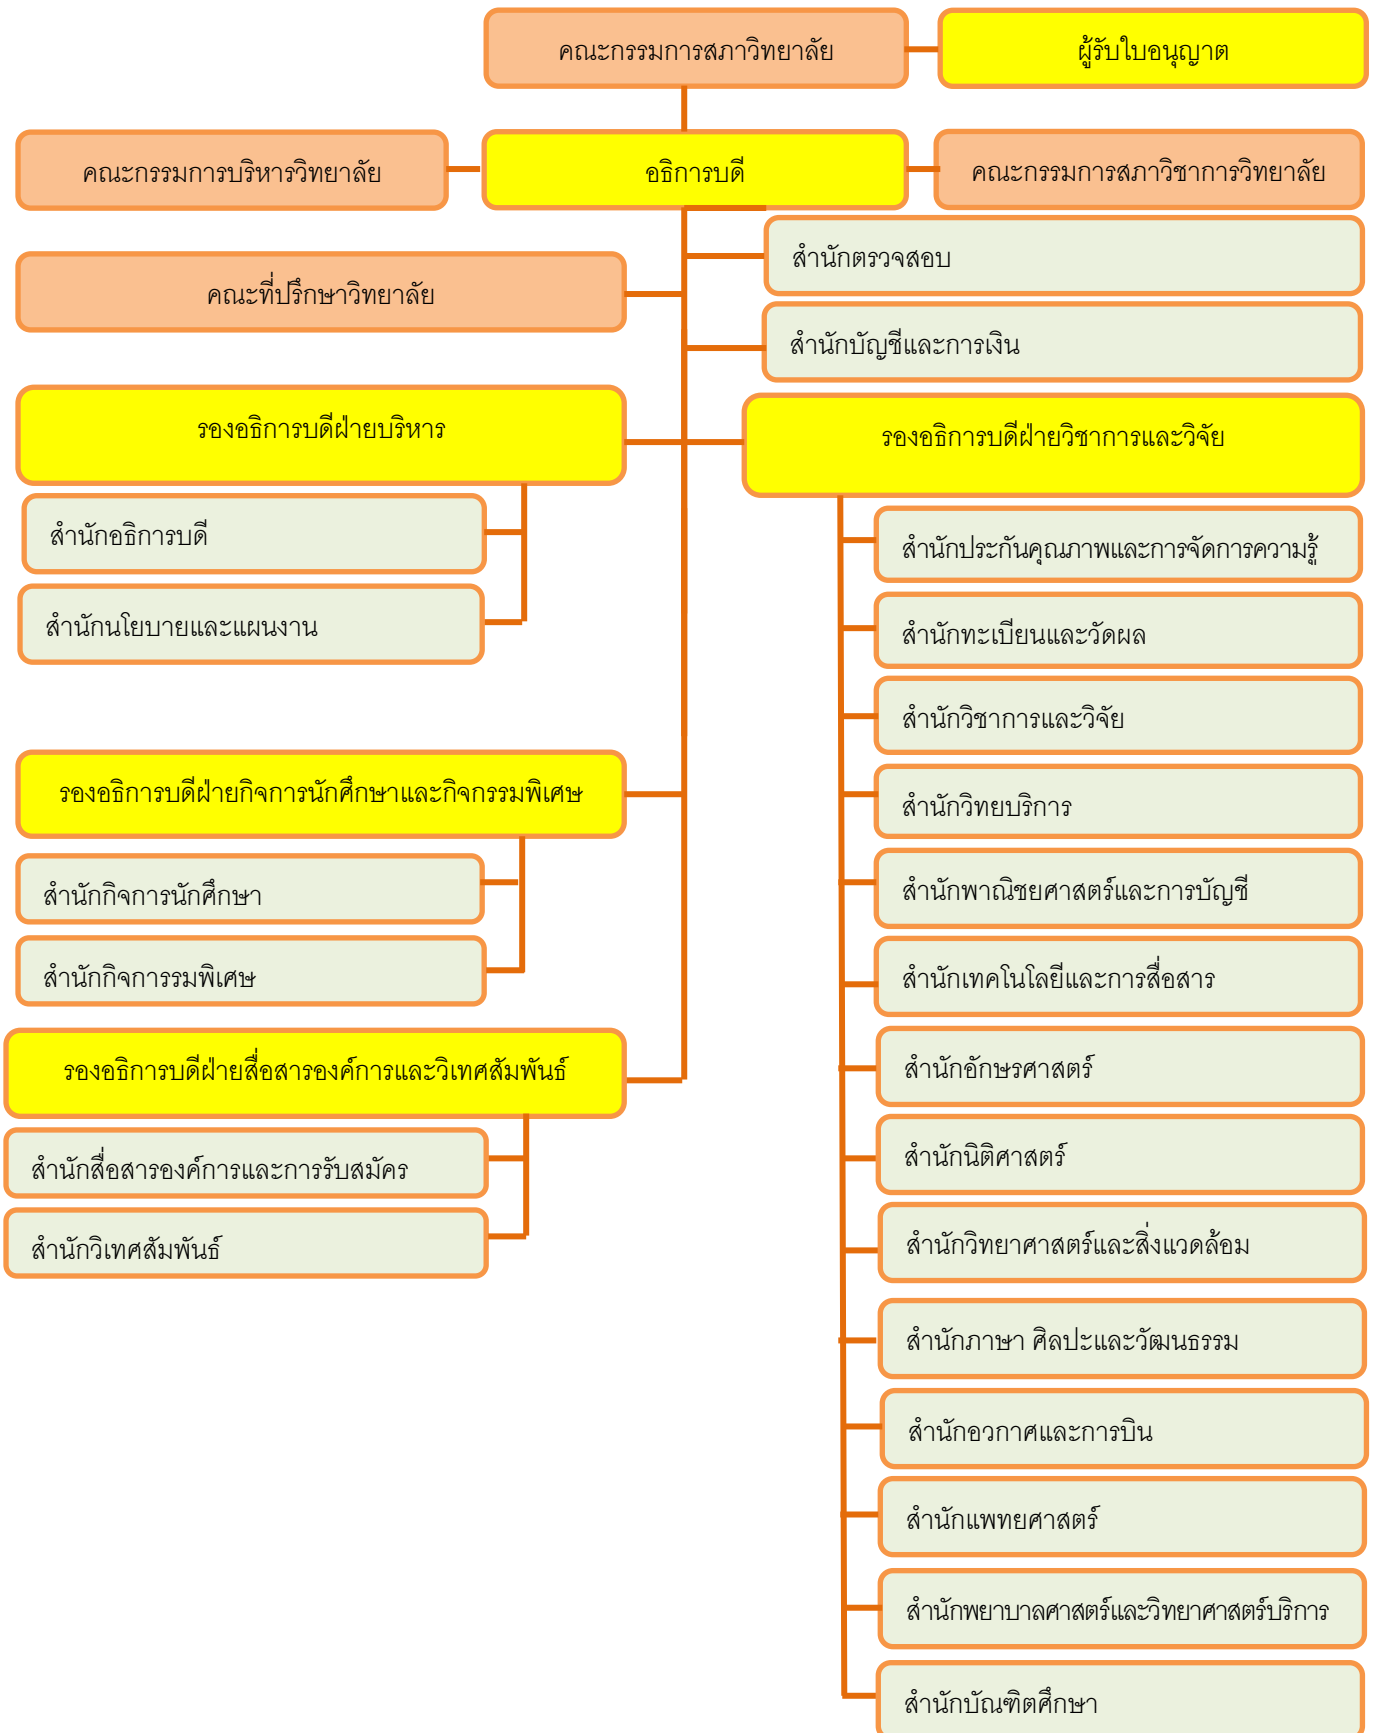 คณะกรรมการสภาวิทยาลัย
ผู้รับใบอนุญาต
คณะกรรมการบริหารวิทยาลัย
อธิการบดี
คณะกรรมการสภาวิชาการวิทยาลัย
สำนักตรวจสอบ
คณะที่ปรึกษาวิทยาลัย
สำนักบัญชีและการเงิน
รองอธิการบดีฝ่ายบริหาร
สำนักอธิการบดี
สำนักนโยบายและแผนงาน
รองอธิการบดีฝ่ายกิจการนักศึกษาและกิจกรรมพิเศษ
สำนักกิจการนักศึกษา
สำนักกิจการรมพิเศษ
รองอธิการบดีฝ่ายสื่อสารองค์การและวิเทศสัมพันธ์
สำนักสื่อสารองค์การและการรับสมัคร
สำนักวิเทศสัมพันธ์
รองอธิการบดีฝ่ายวิชาการและวิจัย
สำนักประกันคุณภาพและการจัดการความรู้
สำนักทะเบียนและวัดผล
สำนักวิชาการและวิจัย
สำนักวิทยบริการ
สำนักพาณิชยศาสตร์และการบัญชี
สำนักเทคโนโลยีและการสื่อสาร
สำนักอักษรศาสตร์
สำนักนิติศาสตร์
สำนักวิทยาศาสตร์และสิ่งแวดล้อม
สำนักภาษา ศิลปะและวัฒนธรรม
สำนักอวกาศและการบิน
สำนักแพทยศาสตร์
สำนักพยาบาลศาสตร์และวิทยาศาสตร์บริการ
สำนักบัณฑิตศึกษา